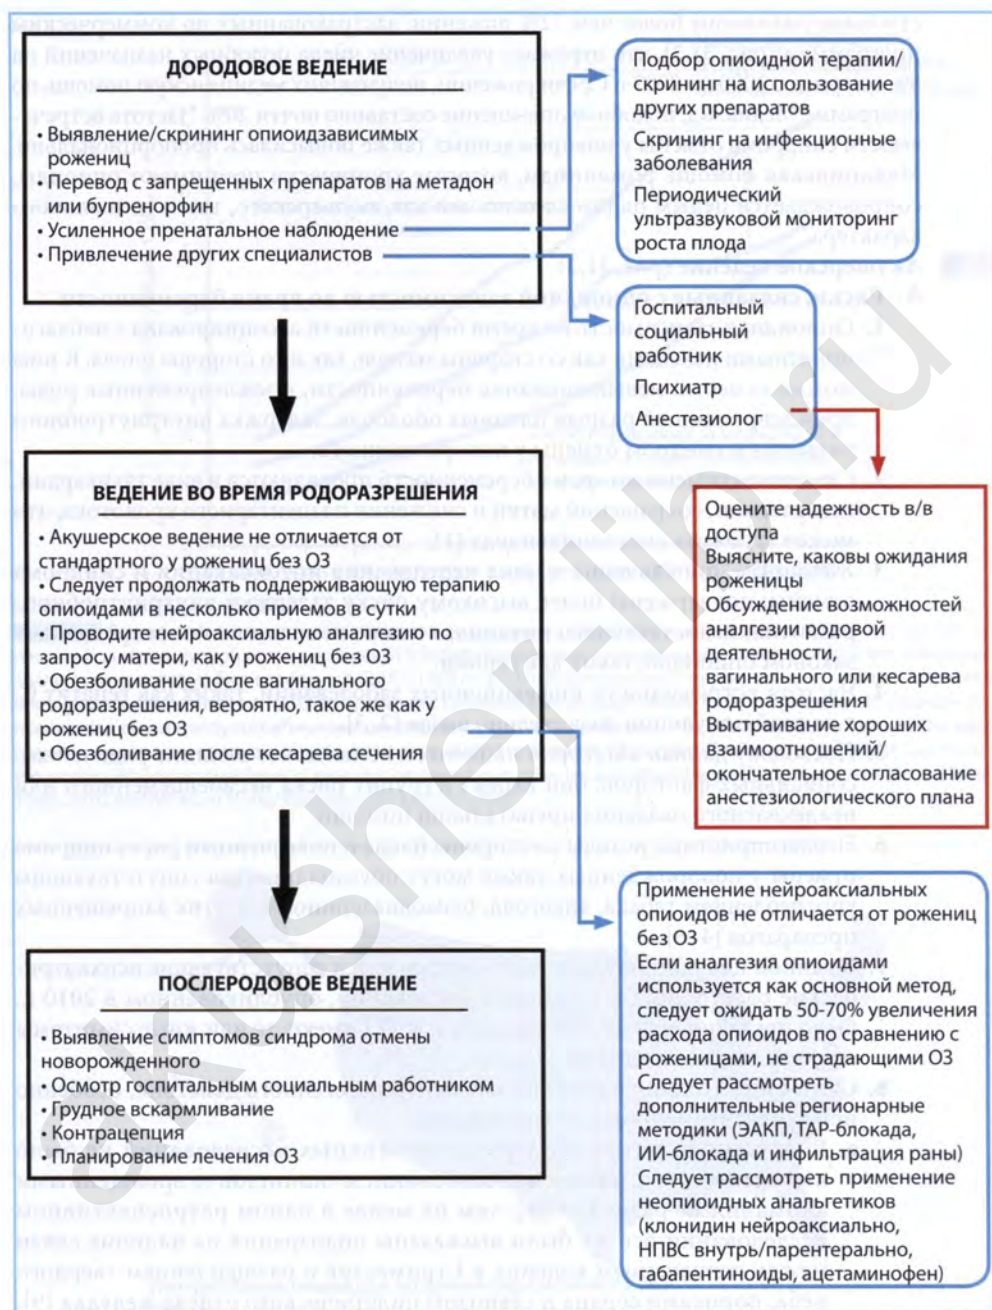 ДОРОДОВОЕ ВЕДЕНИЕ
• Выявление/скрининг опиоидзависимых
рожениц
• Перевод с запрещенных препаратов на метадон
или бупренорфин
• Усиленное пренатальное наблюдение
• Привлечение других специалистов
Подбор опиоидной терапии/
скрининг на использование
других препаратов
Скрининг на инфекционные
заболевания
Периодический
ультразвуковой мониторинг
роста плода
Госпитальный
социальный
работник
Психиатр
Анестезиолог
Оцените надежность в/в
доступа
Выясните, каковы ожидания
роженицы
Обсуждение возможностей
аналгезии родовой
деятельности,
вагинального или кесарева
родоразрешения
Выстраивание хороших
взаимоотношений/
окончательное согласование
анестезиологического плана
ВЕДЕНИЕ ВО ВРЕМЯ РОДОРАЗРЕШЕНИЯ
• Акушерское ведение не отличается от
стандартного у рожениц без ОЗ
• Следует продолжать поддерживающую терапию
опиоидами в несколько приемов в сутки
• Проводите нейроаксиальную аналгезию по
запросу матери, как у рожениц без ОЗ
• Обезболивание после вагинального
родоразрешения, вероятно, такое же как у
рожениц без ОЗ
• Обезболивание после кесарева сечения
Применение нейроаксиальных
опиоидов не отличается от рожениц
без ОЗ
Если аналгезия опиоидами
используется как основной метод,
следует ожидать 50-70% увеличения
расхода опиоидов по сравнению с
роженицами, не страдающими ОЗ
Следует рассмотреть
дополнительные регионарные
методики (ЭАКП, ТАР-блокада,
ИИ-блокада и инфильтрация раны)
Следует рассмотреть применение
неопиоидных анальгетиков
(клонидин нейроаксиально,
НПВС внутрь/парентерально,
габапентиноиды, ацетаминофен)
ПОСЛЕРОДОВОЕ ВЕДЕНИЕ
• Выявление симптомов синдрома отмены
новорожденного
• Осмотр госпитальным социальным работником
• Грудное вскармливание
• Контрацепция
• Планирование лечения ОЗ
akusher-lib.ru